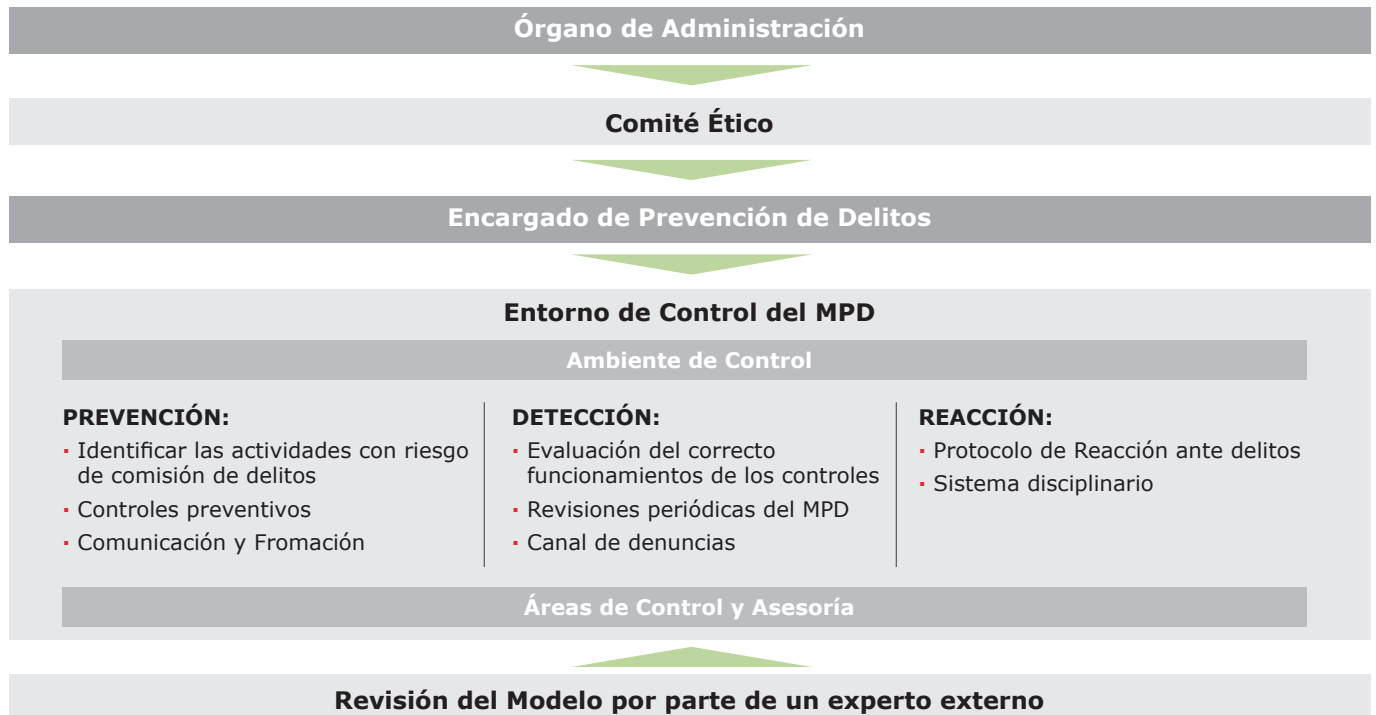 Órgano de Administración
Comité Ético
Encargado de Prevención de Delitos
Entorno de Control del MPD
Ambiente de Control
PREVENCIÓN:
· Identificar las actividades con riesgo
de comisión de delitos
· Controles preventivos
· Comunicación y Fromación
DETECCIÓN:
· Evaluación del correcto
funcionamientos de los controles
· Revisiones periódicas del MPD
· Canal de denuncias
REACCIÓN:
· Protocolo de Reacción ante delitos
· Sistema disciplinario
Áreas de Control y Asesoría
Revisión del Modelo por parte de un experto externo